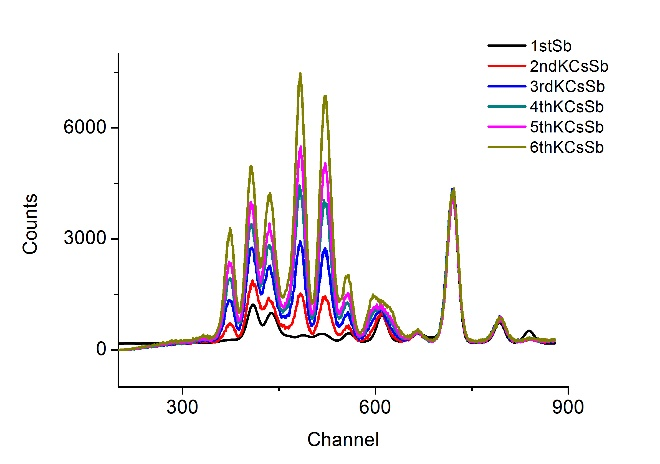 1stSb
2ndKCsSb
3rdKCsSb
4thKCsSb
5thKCsSb
6thKCsSb
6000
3000
0
Counts
300
600
900
Channel